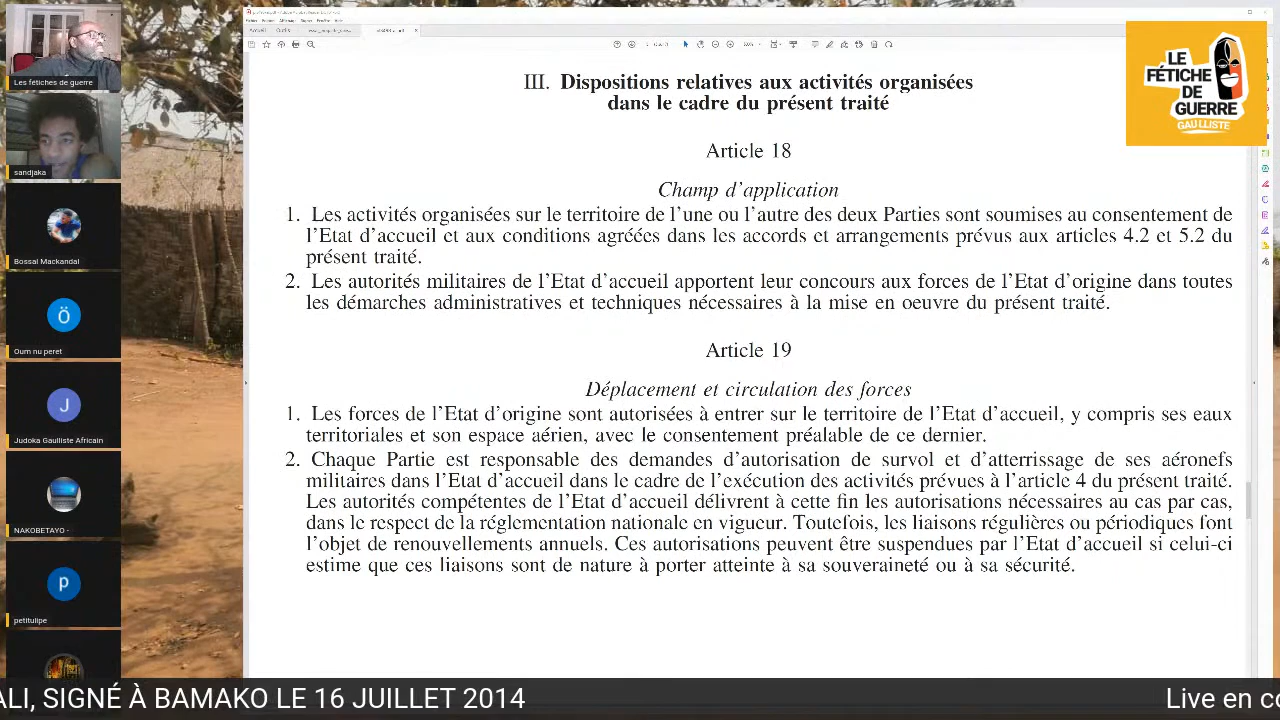 Les fétiches de guerre
sandjaka
Bossal Mackandal
Ö
Oum nu peret
J
Judoka Gaulliste Africain
NAKOBETAYO -
p
petitulipe
Accueil
III. Dispositions relatives aux activités organisées
dans le cadre du présent traité
Article 18
Champ d'application
1. Les activités organisées sur le territoire de l'une ou l'autre des deux Parties sont soumises au consentement de
l'Etat d'accueil et aux conditions agréées dans les accords et arrangements prévus aux articles 4.2 et 5.2 du
présent traité.
2. Les autorités militaires de l'Etat d'accueil apportent leur concours aux forces de l'Etat d'origine dans toutes
les démarches administratives et techniques nécessaires à la mise en oeuvre du présent traité.
Article 19
Déplacement et circulation des forces
1. Les forces de l'Etat d'origine sont autorisées à entrer sur le territoire de l'Etat d'accueil, y compris ses eaux
territoriales et son espace aérien, avec le consentement préalable de ce dernier.
2. Chaque Partie est responsable des demandes d'autorisation de survol et d'atterrissage de ses aéronefs
militaires dans l'Etat d'accueil dans le cadre de l'exécution des activités prévues à l'article 4 du présent traité.
Les autorités compétentes de l'Etat d'accueil délivrent à cette fin les autorisations nécessaires au cas par cas,
dans le respect de la réglementation nationale en vigueur. Toutefois, les liaisons régulières ou périodiques font
l'objet de renouvellements annuels. Ces autorisations peuvent être suspendues par l'Etat d'accueil si celui-ci
estime que ces liaisons sont de nature à porter atteinte à sa souveraineté ou à sa sécurité.
LE
FÉTICHE
DE
GUERRE
GAULLISTE
ALI, SIGNÉ À BAMAKO LE 16 JUILLET 2014
Live en co